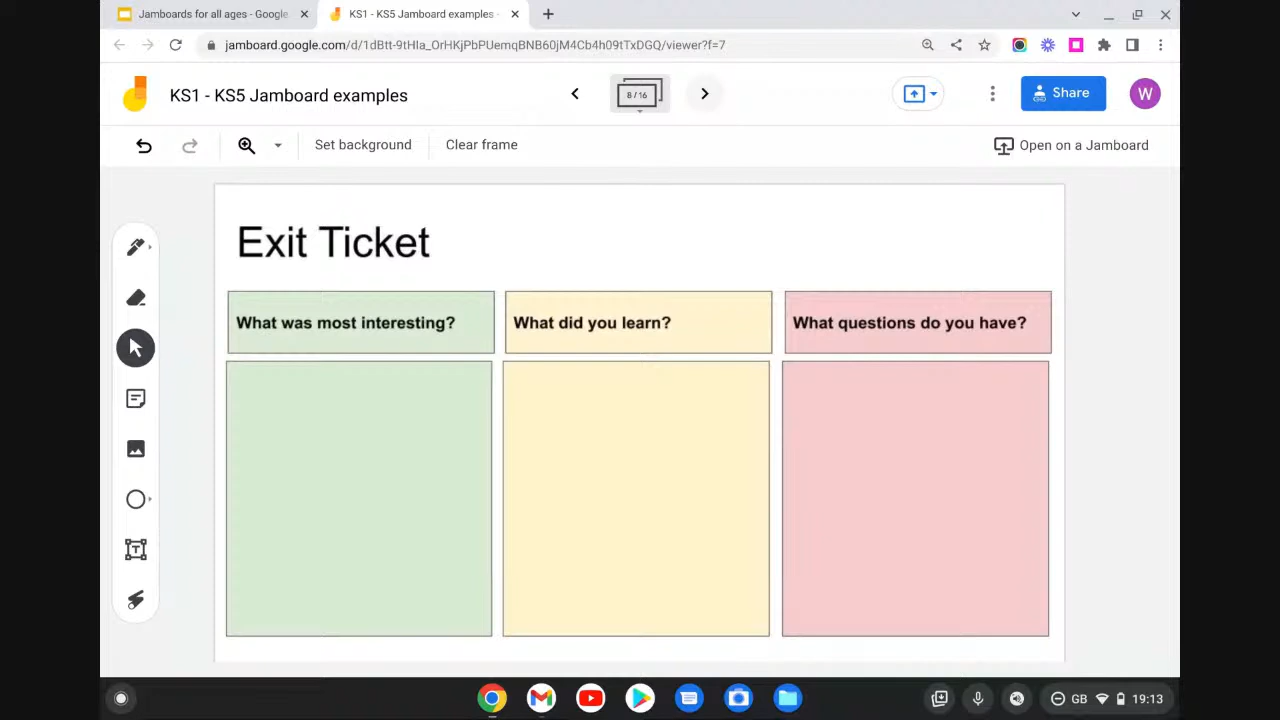 Jamboards for all ages - Google
KS1 - KS5 Jamboard examples -
jamboard.google.com/d/1dBtt-9tHIa_OrHKjPbPUemqBNB60jM4Cb4h09tTxDGQ/viewer?f=7
KS1 - KS5 Jamboard examples
8 / 16
Share
W
Set background
Clear frame
Open on a Jamboard
Exit Ticket
What was most interesting?
What did you learn?
What questions do you have?
T
GB
19:13